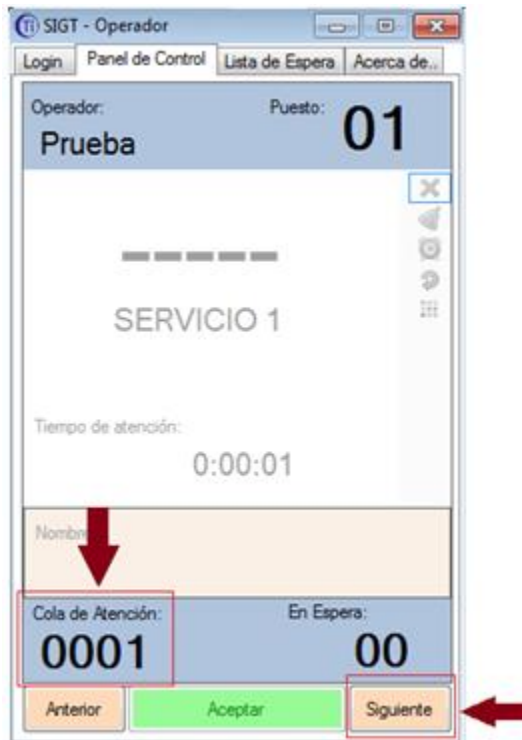 Ti SIGT - Operador
Login Panel de Control Lista de Espera Acerca de..
Operador: Puesto:
Prueba 01
-----
SERVICIO 1
Tiempo de atención:
0:00:01
Cola de Atención: En Espera:
0001 00
Anterior Aceptar Siguiente